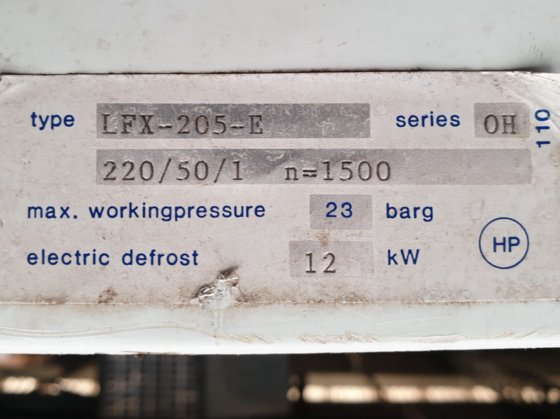 type LFX-205-E series OH 110
220/50/1 n=1500
max. workingpressure 23 barg
electric defrost 12 kW HP